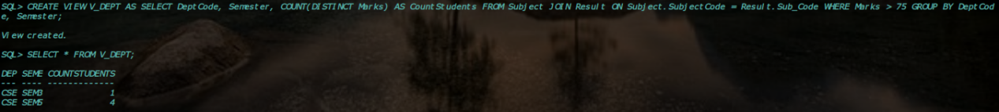 SQL> CREATE VIEW V_DEPT AS SELECT DeptCode, Semester, COUNT(DISTINCT Marks) AS CountStudents FROM Subject JOIN Result ON Subject.SubjectCode = Result.Sub_Code WHERE Marks > 75 GROUP BY DeptCod
e, Semester;
View created.
SQL> SELECT * FROM V_DEPT;
DEP SEME COUNTSTUDENTS
--- ---- -------------
CSE SEM3 1
CSE SEM5 4